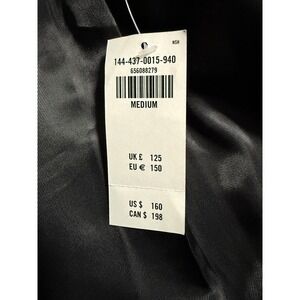 NSH
144-437-0015-940
656088279
MEDIUM
UK £ 125
EU € 150
US $ 160
CAN $ 198